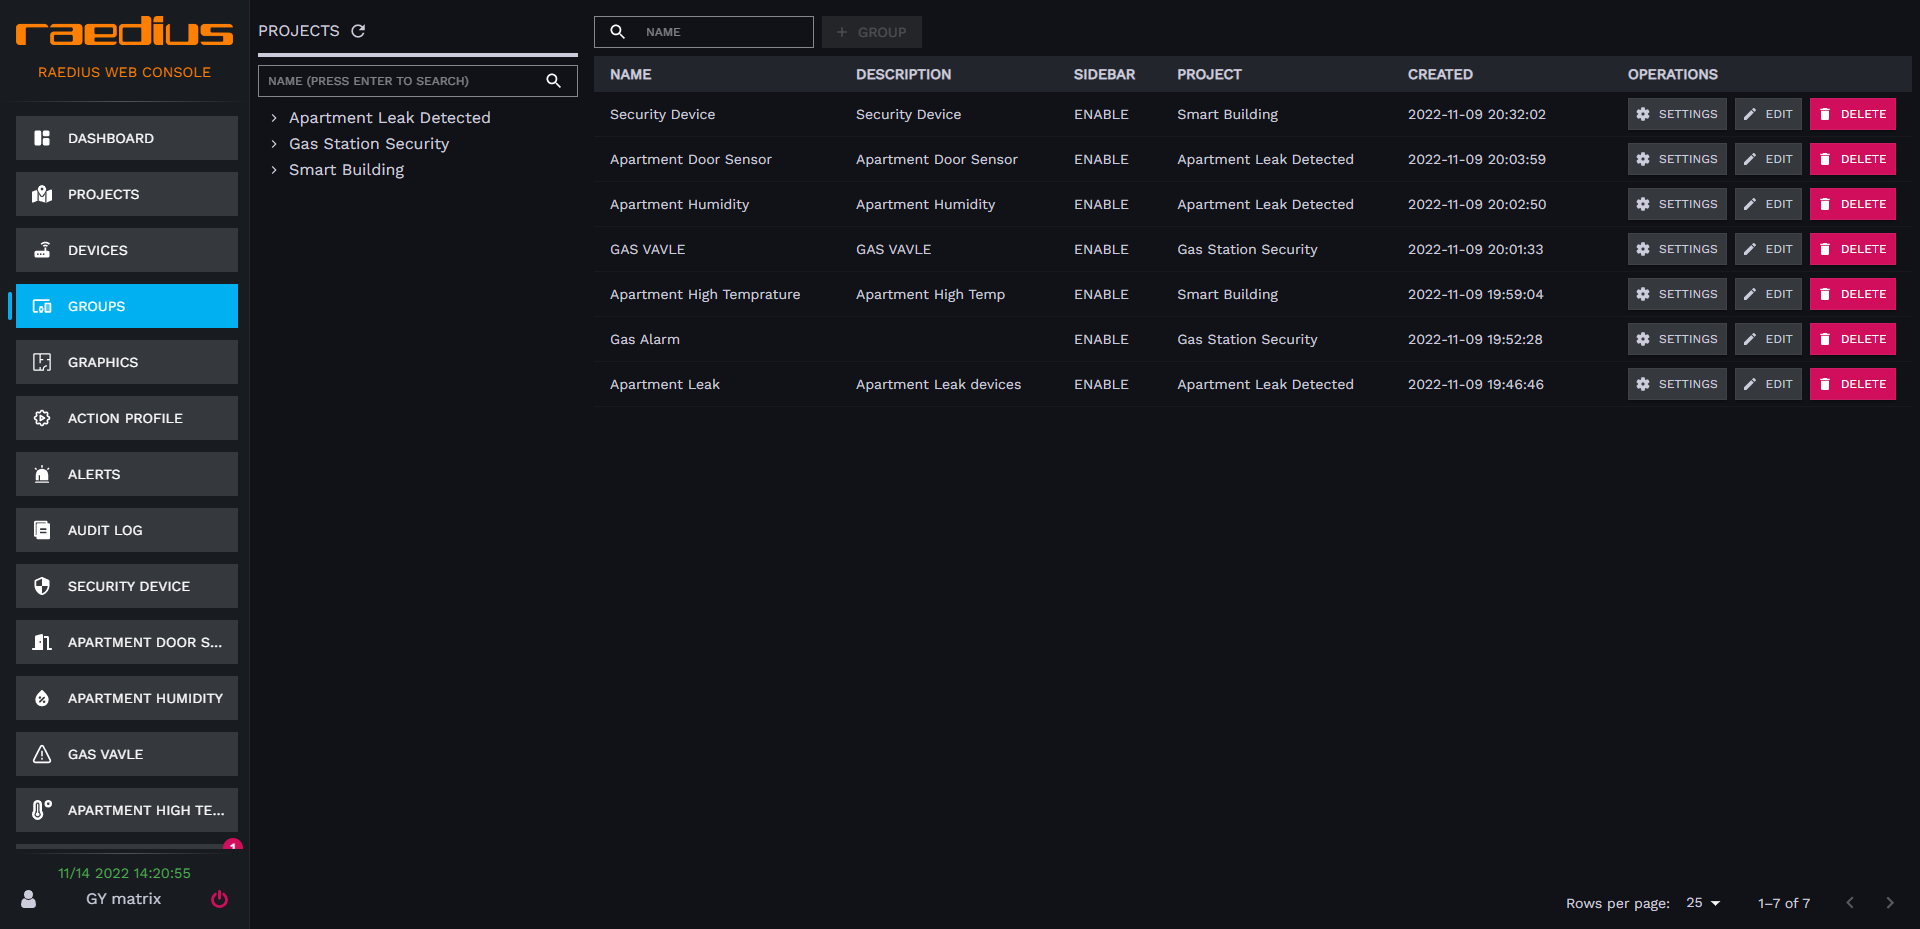 raedius
RAEDIUS WEB CONSOLE
DASHBOARD
PROJECTS
DEVICES
GROUPS
GRAPHICS
ACTION PROFILE
ALERTS
AUDIT LOG
SECURITY DEVICE
APARTMENT DOOR S...
APARTMENT HUMIDITY
GAS VAVLE
APARTMENT HIGH TE...
1
11/14 2022 14:20:55
GY matrix
PROJECTS
NAME (PRESS ENTER TO SEARCH)
Apartment Leak Detected
Gas Station Security
Smart Building
NAME + GROUP
NAME DESCRIPTION SIDEBAR PROJECT CREATED OPERATIONS
Security Device Security Device ENABLE Smart Building 2022-11-09 20:32:02 SETTINGS EDIT DELETE
Apartment Door Sensor Apartment Door Sensor ENABLE Apartment Leak Detected 2022-11-09 20:03:59 SETTINGS EDIT DELETE
Apartment Humidity Apartment Humidity ENABLE Apartment Leak Detected 2022-11-09 20:02:50 SETTINGS EDIT DELETE
GAS VAVLE GAS VAVLE ENABLE Gas Station Security 2022-11-09 20:01:33 SETTINGS EDIT DELETE
Apartment High Temprature Apartment High Temp ENABLE Smart Building 2022-11-09 19:59:04 SETTINGS EDIT DELETE
Gas Alarm ENABLE Gas Station Security 2022-11-09 19:52:28 SETTINGS EDIT DELETE
Apartment Leak Apartment Leak devices ENABLE Apartment Leak Detected 2022-11-09 19:46:46 SETTINGS EDIT DELETE
Rows per page: 25 1–7 of 7